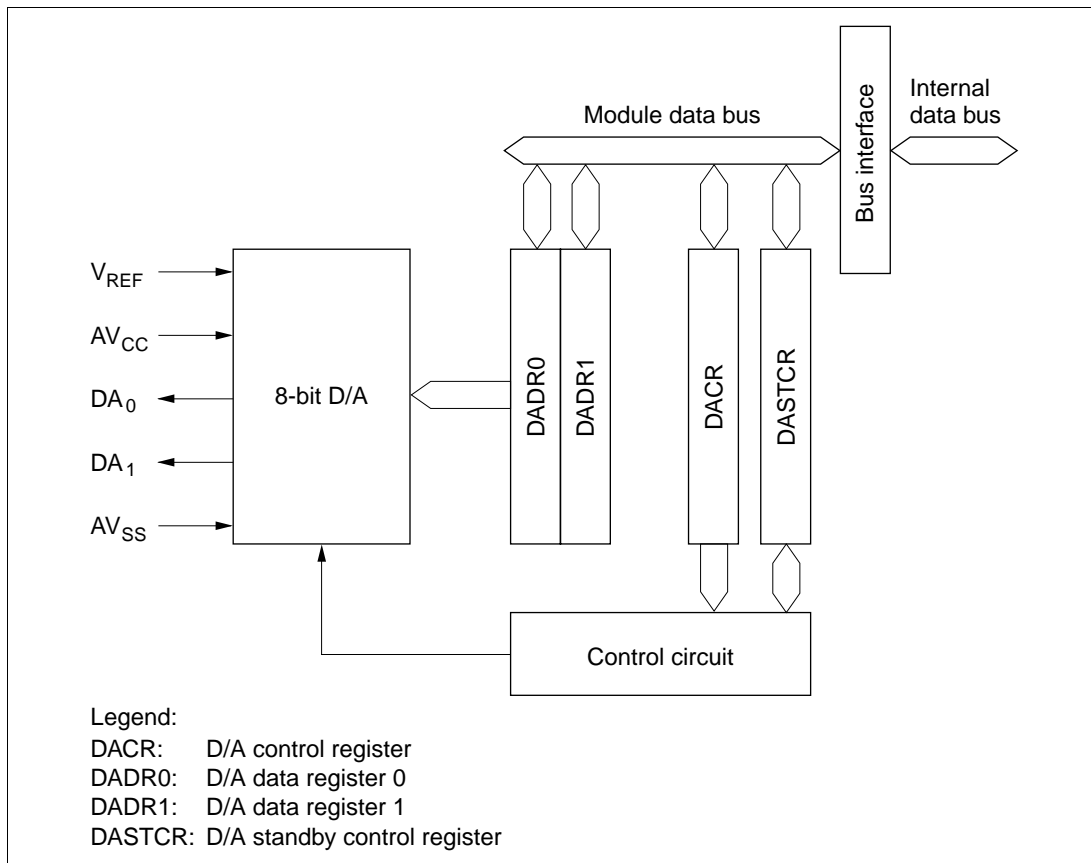 Module data bus
Bus interface
Internal
data bus
VREF
AVCC
DA0
DA1
AVSS
8-bit D/A
DADR0
DADR1
DACR
DASTCR
Control circuit
Legend:
DACR: D/A control register
DADR0: D/A data register 0
DADR1: D/A data register 1
DASTCR: D/A standby control register